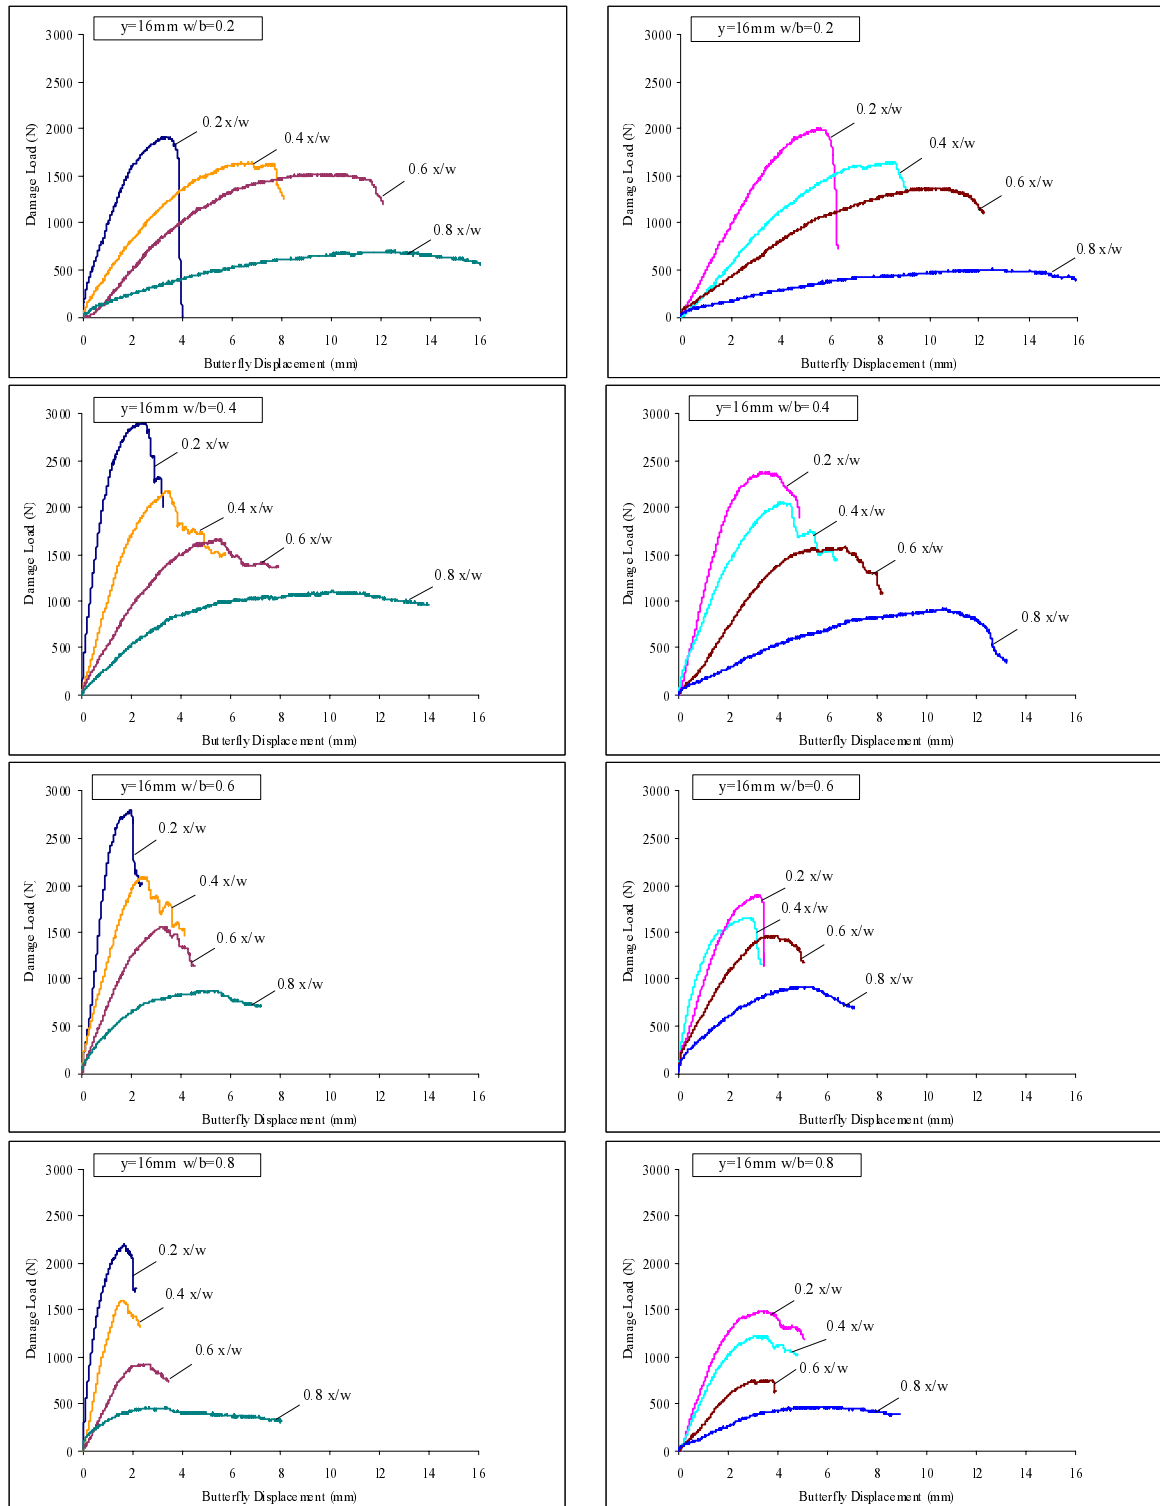 y=16mm w/b=0.2
3000
2500
2000
1500
1000
500
0
Damage Load (N)
0.2 x/w
0.4 x/w
0.6 x/w
0.8 x/w
0 2 4 6 8 10 12 14 16
Butterfly Displacement (mm)
y=16mm w/b=0.2
3000
2500
2000
1500
1000
500
0
Damage Load (N)
0.2 x/w
0.4 x/w
0.6 x/w
0.8 x/w
0 2 4 6 8 10 12 14 16
Butterfly Displacement (mm)
y=16mm w/b=0.4
3000
2500
2000
1500
1000
500
0
Damage Load (N)
0.2 x/w
0.4 x/w
0.6 x/w
0.8 x/w
0 2 4 6 8 10 12 14 16
Butterfly Displacement (mm)
y=16mm w/b=0.4
3000
2500
2000
1500
1000
500
0
Damage Load (N)
0.2 x/w
0.4 x/w
0.6 x/w
0.8 x/w
0 2 4 6 8 10 12 14 16
Butterfly Displacement (mm)
y=16mm w/b=0.6
3000
2500
2000
1500
1000
500
0
Damage Load (N)
0.2 x/w
0.4 x/w
0.6 x/w
0.8 x/w
0 2 4 6 8 10 12 14 16
Butterfly Displacement (mm)
y=16mm w/b=0.6
3000
2500
2000
1500
1000
500
0
Damage Load (N)
0.2 x/w
0.4 x/w
0.6 x/w
0.8 x/w
0 2 4 6 8 10 12 14 16
Butterfly Displacement (mm)
y=16mm w/b=0.8
3000
2500
2000
1500
1000
500
0
Damage Load (N)
0.2 x/w
0.4 x/w
0.6 x/w
0.8 x/w
0 2 4 6 8 10 12 14 16
Butterfly Displacement (mm)
y=16mm w/b=0.8
3000
2500
2000
1500
1000
500
0
Damage Load (N)
0.2 x/w
0.4 x/w
0.6 x/w
0.8 x/w
0 2 4 6 8 10 12 14 16
Butterfly Displacement (mm)